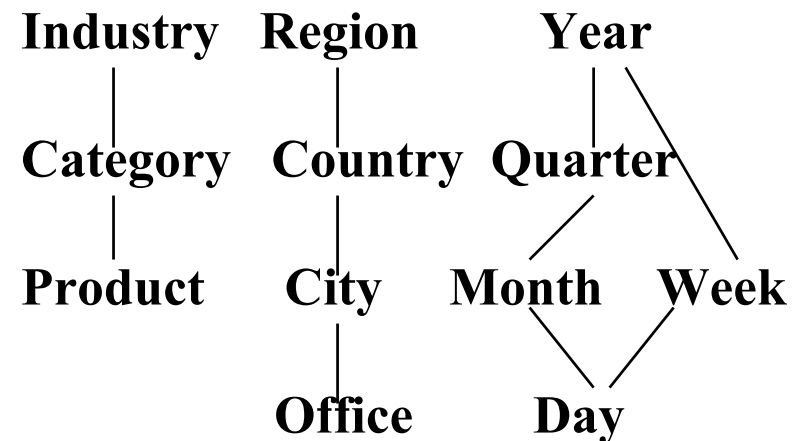 Industry Region Year
Category Country Quarter
Product City Month Week
Office Day